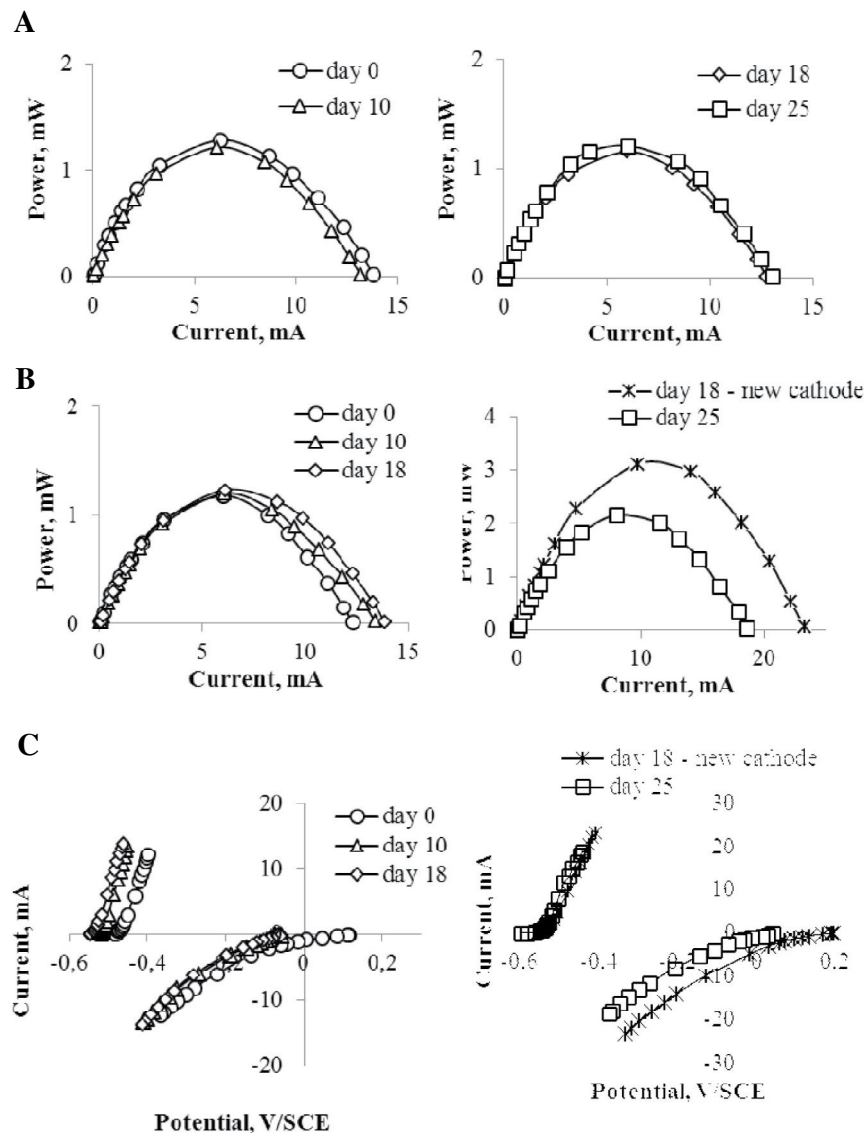 A
2
1
0
Power, mW
day 0
day 10
0
5
10
15
Current, mA
2
1
0
Power, mW
day 18
day 25
0
5
10
15
Current, mA
B
2
1
0
Power, mW
day 0
day 10
day 18
0
5
10
15
Current, mA
day 18 - new cathode
day 25
4
3
2
1
0
Power, mW
0
10
20
Current, mA
C
20
10
0
-10
-20
day 0
day 10
day 18
Current, mA
-0,6
-0,4
-0,2
0
0,2
Potential, V/SCE
day 18 - new cathode
day 25
30
20
10
0
-10
-20
-30
Current, mA
-0.6
-0.4
-0.2
0
0.2
Potential, V/SCE